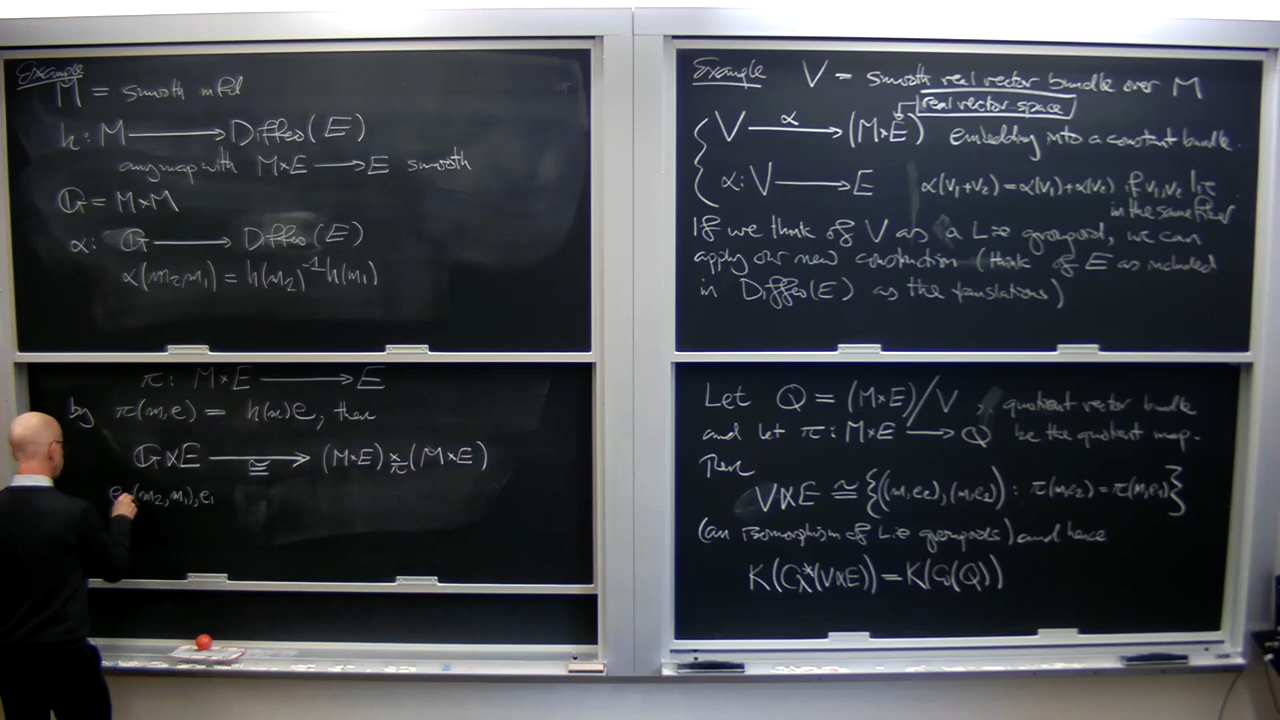 Example
M = smooth mfd
h: M ⟶ Diffeo(E)
any map with M×E ⟶ E smooth
G = M×M
α: G ⟶ Diffeo(E)
α(m₂,m₁) = h(m₂)⁻¹h(m₁)
π: M×E ⟶ E
by π(m,e) = h(m)e, then
G⋉E ⟶ (M×E) ×_π (M×E)
≅
(m₂,m₁),e₁
Example V = smooth real vector bundle over M
real vector space
V ⟶ (M×E) embedding into a constant bundle.
α
α: V ⟶ E α(v₁+v₂)=α(v₁)+α(v₂) if v₁,v₂ lie
in the same fiber
If we think of V as a Lie groupoid, we can
apply our new construction (think of E as included
in Diffeo(E) as the translations)
Let Q = (M×E)/V, quotient vector bundle
and let π: M×E ⟶ Q be the quotient map.
Then
V⋉E ≅ {((m,e₂),(m,e₁)) : π(m,e₂) = π(m,e₁)}
(an isomorphism of Lie groupoids) and hence
K(C*_λ(V⋉E)) = K(C₀(Q))